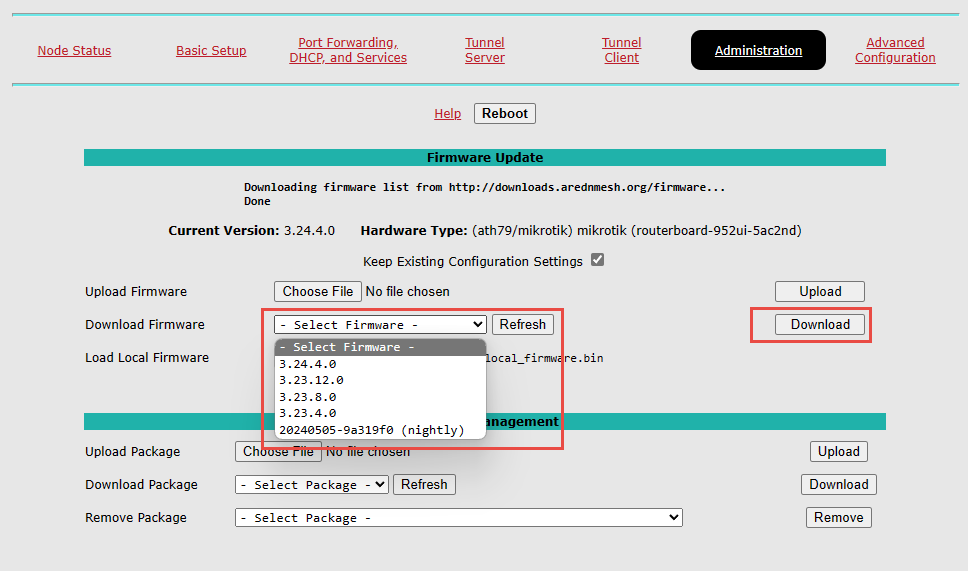 Node Status
Basic Setup
Port Forwarding,
DHCP, and Services
Tunnel
Server
Tunnel
Client
Administration
Advanced
Configuration
Help Reboot
Firmware Update
Downloading firmware list from http://downloads.arednmesh.org/firmware...
Done
Current Version: 3.24.4.0 Hardware Type: (ath79/mikrotik) mikrotik (routerboard-952ui-5ac2nd)
Keep Existing Configuration Settings
Upload Firmware Choose File No file chosen Upload
Download Firmware - Select Firmware - Refresh Download
- Select Firmware -
3.24.4.0
3.23.12.0
3.23.8.0
3.23.4.0
20240505-9a319f0 (nightly)
Load Local Firmware local_firmware.bin
anagement
Upload Package Choose File No file chosen Upload
Download Package - Select Package - Refresh Download
Remove Package - Select Package - Remove